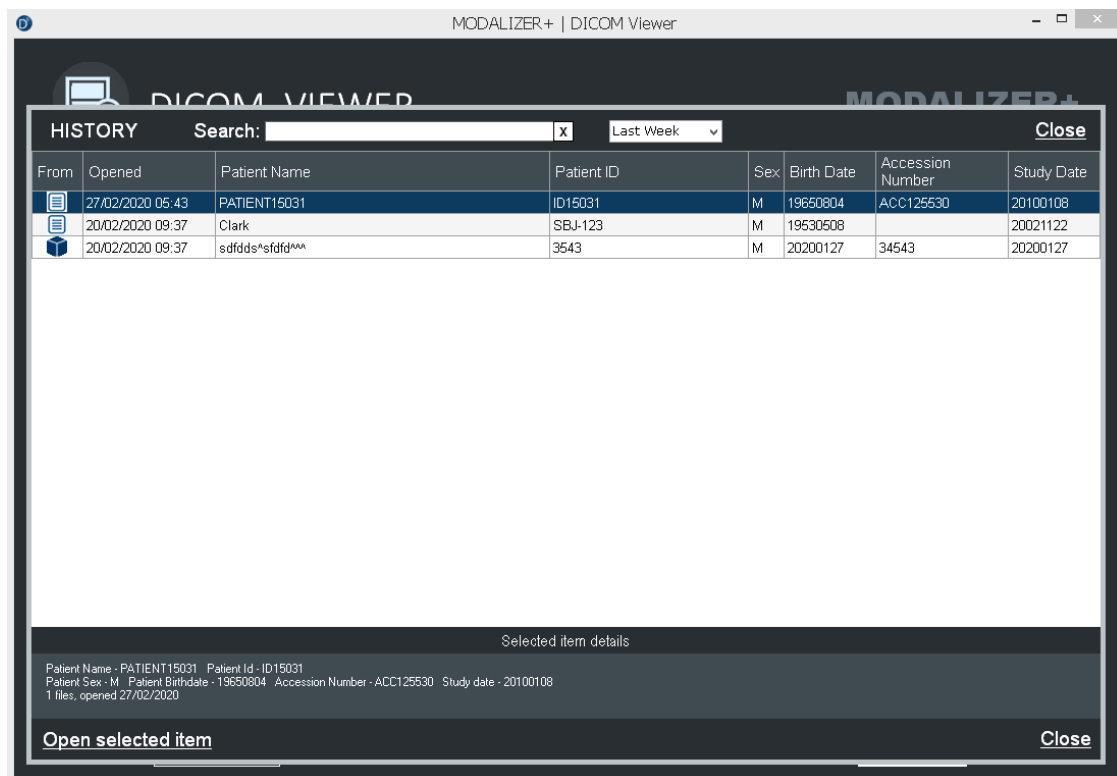 MODALIZER+ | DICOM Viewer
DICOM VIEWER
MODALIZER+
HISTORY Search: x Last Week Close
From Opened Patient Name Patient ID Sex Birth Date Accession Number Study Date
27/02/2020 05:43 PATIENT15031 ID15031 M 19650804 ACC125530 20100108
20/02/2020 09:37 Clark SBJ-123 M 19530508 20021122
20/02/2020 09:37 sdfdds^sfdfd^^^ 3543 M 20200127 34543 20200127
Selected item details
Patient Name - PATIENT15031 Patient Id - ID15031
Patient Sex - M Patient Birthdate - 19650804 Accession Number - ACC125530 Study date - 20100108
1 files, opened 27/02/2020
Open selected item Close